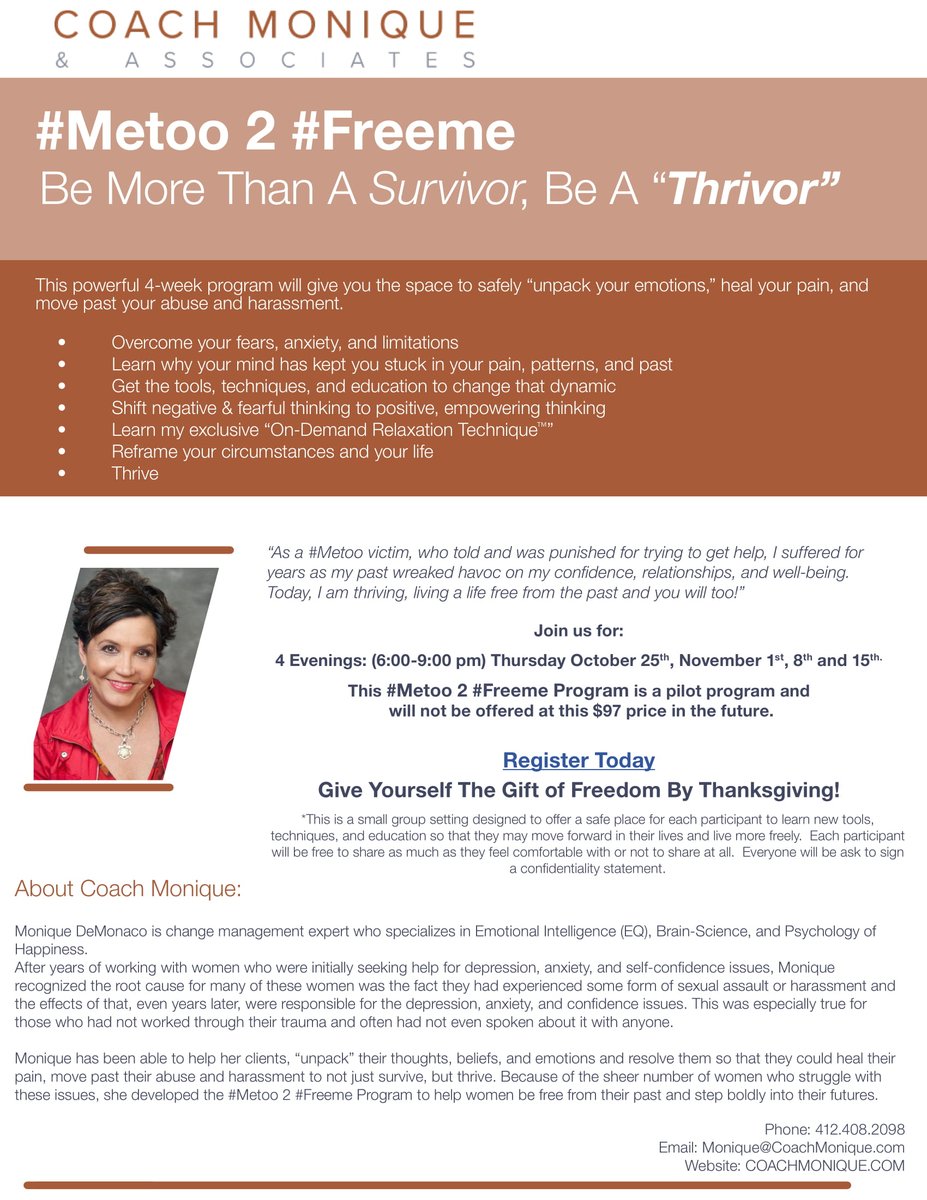 COACH MONIQUE
& ASSOCIATES
#Metoo 2 #Freeme
Be More Than A Survivor, Be A “Thrivor”
This powerful 4-week program will give you the space to safely “unpack your emotions,” heal your pain, and
move past your abuse and harassment.
• Overcome your fears, anxiety, and limitations
• Learn why your mind has kept you stuck in your pain, patterns, and past
• Get the tools, techniques, and education to change that dynamic
• Shift negative & fearful thinking to positive, empowering thinking
• Learn my exclusive “On-Demand Relaxation Technique™”
• Reframe your circumstances and your life
• Thrive
“As a #Metoo victim, who told and was punished for trying to get help, I suffered for
years as my past wreaked havoc on my confidence, relationships, and well-being.
Today, I am thriving, living a life free from the past and you will too!”
Join us for:
4 Evenings: (6:00-9:00 pm) Thursday October 25th, November 1st, 8th and 15th.
This #Metoo 2 #Freeme Program is a pilot program and
will not be offered at this $97 price in the future.
Register Today
Give Yourself The Gift of Freedom By Thanksgiving!
*This is a small group setting designed to offer a safe place for each participant to learn new tools,
techniques, and education so that they may move forward in their lives and live more freely. Each participant
will be free to share as much as they feel comfortable with or not to share at all. Everyone will be ask to sign
a confidentiality statement.
About Coach Monique:
Monique DeMonaco is change management expert who specializes in Emotional Intelligence (EQ), Brain-Science, and Psychology of
Happiness.
After years of working with women who were initially seeking help for depression, anxiety, and self-confidence issues, Monique
recognized the root cause for many of these women was the fact they had experienced some form of sexual assault or harassment and
the effects of that, even years later, were responsible for the depression, anxiety, and confidence issues. This was especially true for
those who had not worked through their trauma and often had not even spoken about it with anyone.
Monique has been able to help her clients, “unpack” their thoughts, beliefs, and emotions and resolve them so that they could heal their
pain, move past their abuse and harassment to not just survive, but thrive. Because of the sheer number of women who struggle with
these issues, she developed the #Metoo 2 #Freeme Program to help women be free from their past and step boldly into their futures.
Phone: 412.408.2098
Email: Monique@CoachMonique.com
Website: COACHMONIQUE.COM